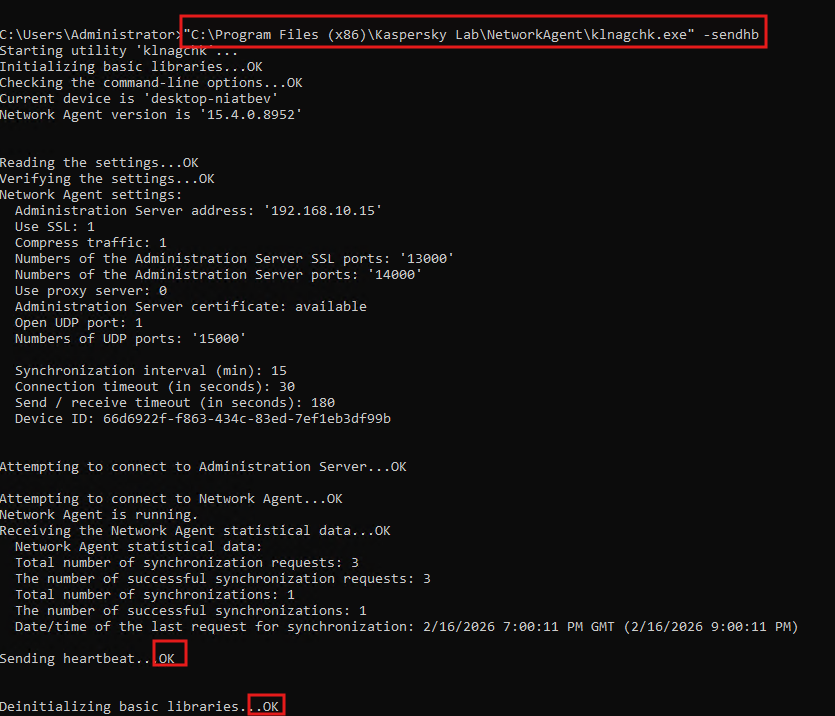 C:\Users\Administrator>"C:\Program Files (x86)\Kaspersky Lab\NetworkAgent\klnagchk.exe" -sendhb
Starting utility 'klnagchk'...
Initializing basic libraries...OK
Checking the command-line options...OK
Current device is 'desktop-niatbev'
Network Agent version is '15.4.0.8952'
Reading the settings...OK
Verifying the settings...OK
Network Agent settings:
Administration Server address: '192.168.10.15'
Use SSL: 1
Compress traffic: 1
Numbers of the Administration Server SSL ports: '13000'
Numbers of the Administration Server ports: '14000'
Use proxy server: 0
Administration Server certificate: available
Open UDP port: 1
Numbers of UDP ports: '15000'
Synchronization interval (min): 15
Connection timeout (in seconds): 30
Send / receive timeout (in seconds): 180
Device ID: 66d6922f-f863-434c-83ed-7ef1eb3df99b
Attempting to connect to Administration Server...OK
Attempting to connect to Network Agent...OK
Network Agent is running.
Receiving the Network Agent statistical data...OK
Network Agent statistical data:
Total number of synchronization requests: 3
The number of successful synchronization requests: 3
Total number of synchronizations: 1
The number of successful synchronizations: 1
Date/time of the last request for synchronization: 2/16/2026 7:00:11 PM GMT (2/16/2026 9:00:11 PM)
Sending heartbeat...OK
Deinitializing basic libraries...OK